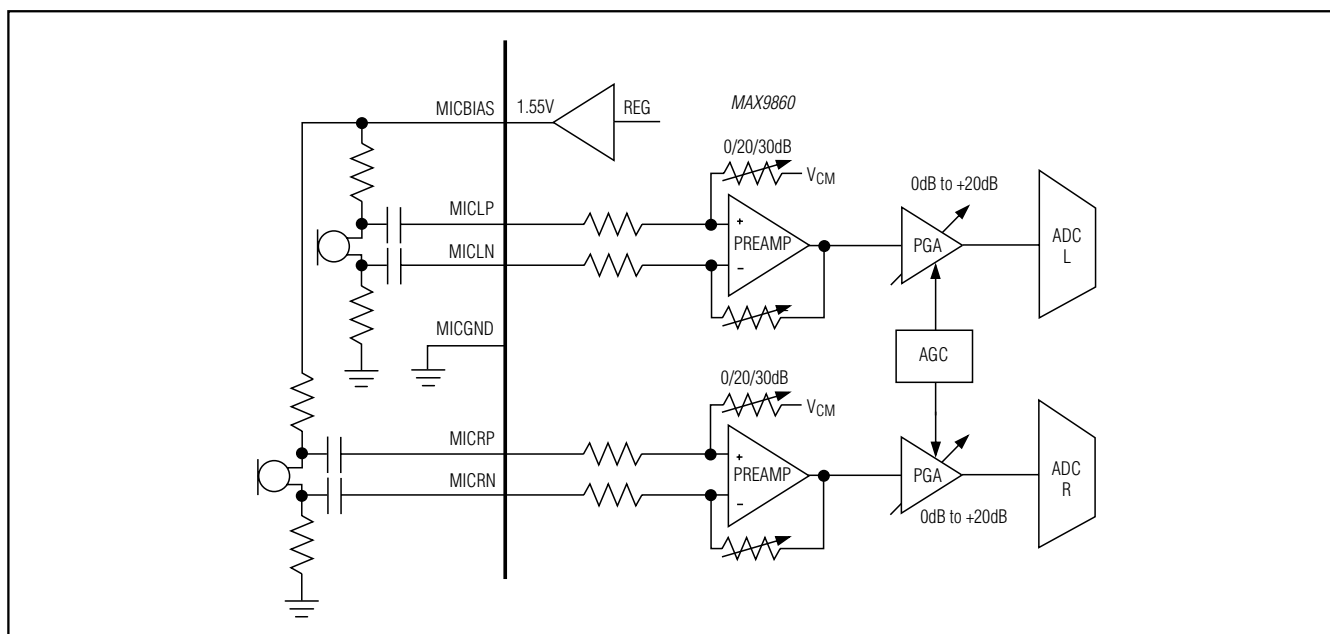 MICBIAS
1.55V
REG
MAX9860
0/20/30dB
VCM
0dB to +20dB
MICLP
+
PREAMP
PGA
ADC
L
MICLN
−
MICGND
AGC
0/20/30dB
VCM
MICRP
+
PREAMP
PGA
ADC
R
MICRN
−
0dB to +20dB